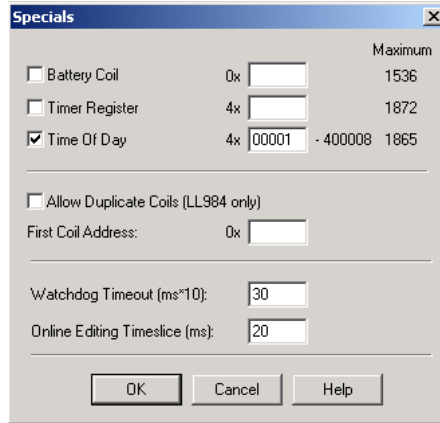 Specials
Maximum
Battery Coil 0x 1536
Timer Register 4x 1872
Time Of Day 4x 00001 - 400008 1865
Allow Duplicate Coils (LL984 only)
First Coil Address: 0x
Watchdog Timeout (ms*10): 30
Online Editing Timeslice (ms): 20
OK Cancel Help